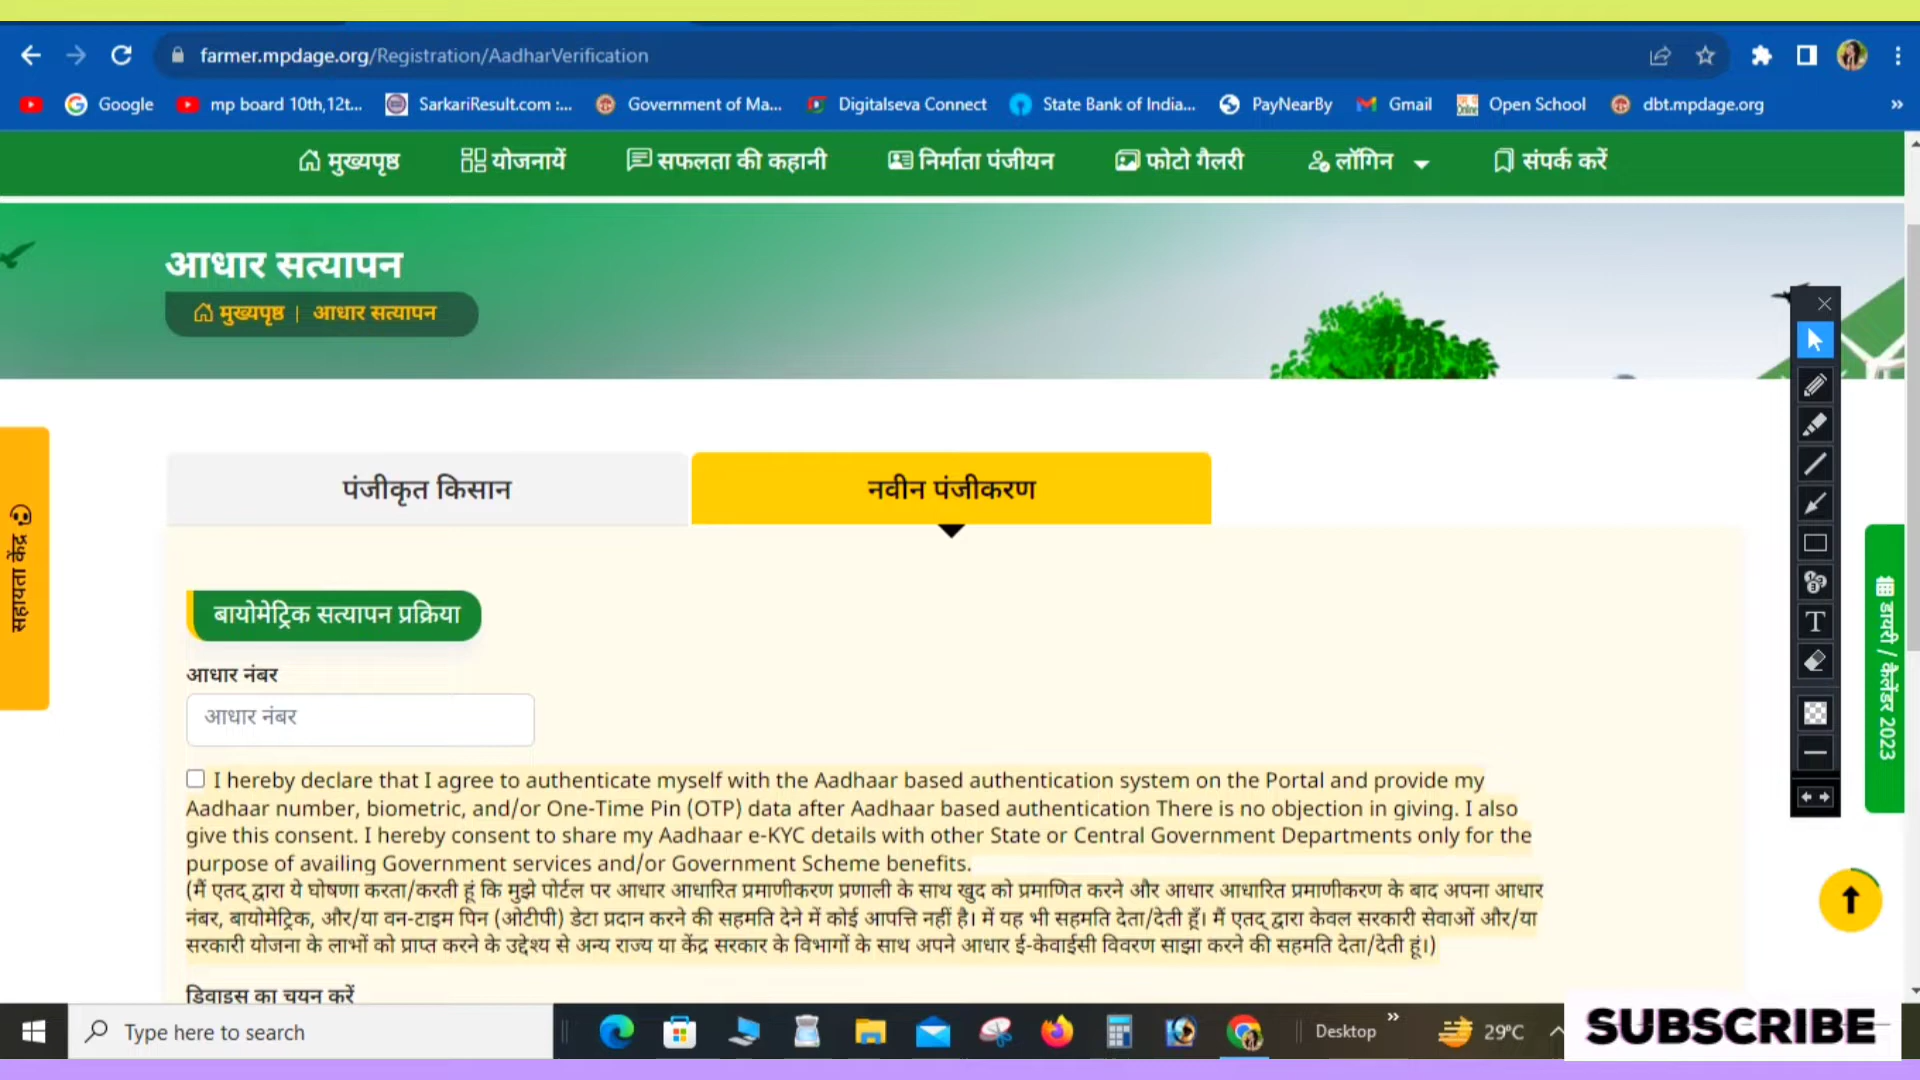 farmer.mpdage.org/Registration/AadharVerification
Google
mp board 10th,12t...
SarkariResult.com :...
Government of Ma...
Digitalseva Connect
State Bank of India...
PayNearBy
Gmail
Open School
dbt.mpdage.org
»
मुख्यपृष्ठ
योजनायें
सफलता की कहानी
निर्माता पंजीयन
फोटो गैलरी
लॉगिन
संपर्क करें
आधार सत्यापन
मुख्यपृष्ठ | आधार सत्यापन
सहायता केंद्र
पंजीकृत किसान
नवीन पंजीकरण
बायोमेट्रिक सत्यापन प्रक्रिया
आधार नंबर
आधार नंबर
I hereby declare that I agree to authenticate myself with the Aadhaar based authentication system on the Portal and provide my
Aadhaar number, biometric, and/or One-Time Pin (OTP) data after Aadhaar based authentication There is no objection in giving. I also
give this consent. I hereby consent to share my Aadhaar e-KYC details with other State or Central Government Departments only for the
purpose of availing Government services and/or Government Scheme benefits.
(मैं एतद् द्वारा ये घोषणा करता/करती हूं कि मुझे पोर्टल पर आधार आधारित प्रमाणीकरण प्रणाली के साथ खुद को प्रमाणित करने और आधार आधारित प्रमाणीकरण के बाद अपना आधार
नंबर, बायोमेट्रिक, और/या वन-टाइम पिन (ओटीपी) डेटा प्रदान करने की सहमति देने में कोई आपत्ति नहीं है। में यह भी सहमति देता/देती हूँ। मैं एतद् द्वारा केवल सरकारी सेवाओं और/या
सरकारी योजना के लाभों को प्राप्त करने के उद्देश्य से अन्य राज्य या केंद्र सरकार के विभागों के साथ अपने आधार ई-केवाईसी विवरण साझा करने की सहमति देता/देती हूं।)
डिवाइस का चयन करें
T
डायरी / कैलेंडर 2023
Type here to search
Desktop
»
29°C
SUBSCRIBE